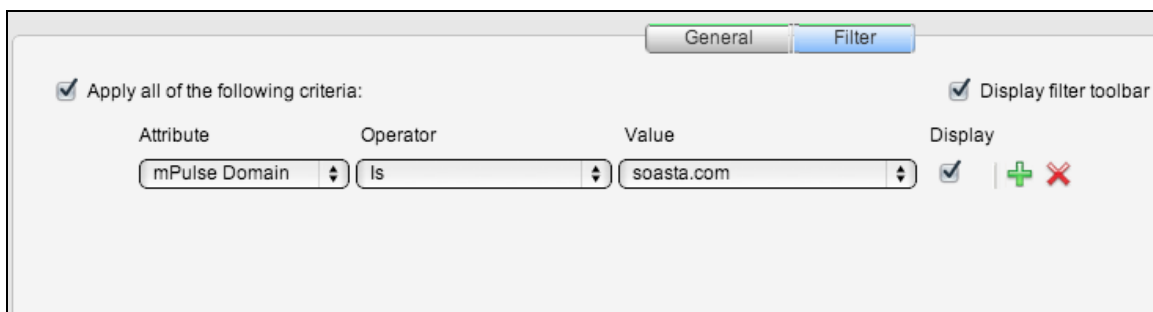 General Filter
Apply all of the following criteria: Display filter toolbar
Attribute Operator Value Display
mPulse Domain Is soasta.com